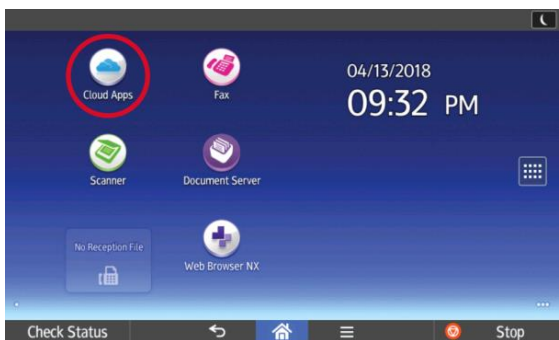 Cloud Apps
Fax
04/13/2018
09:32 PM
Scanner
Document Server
No Reception File
Web Browser NX
Check Status
Stop